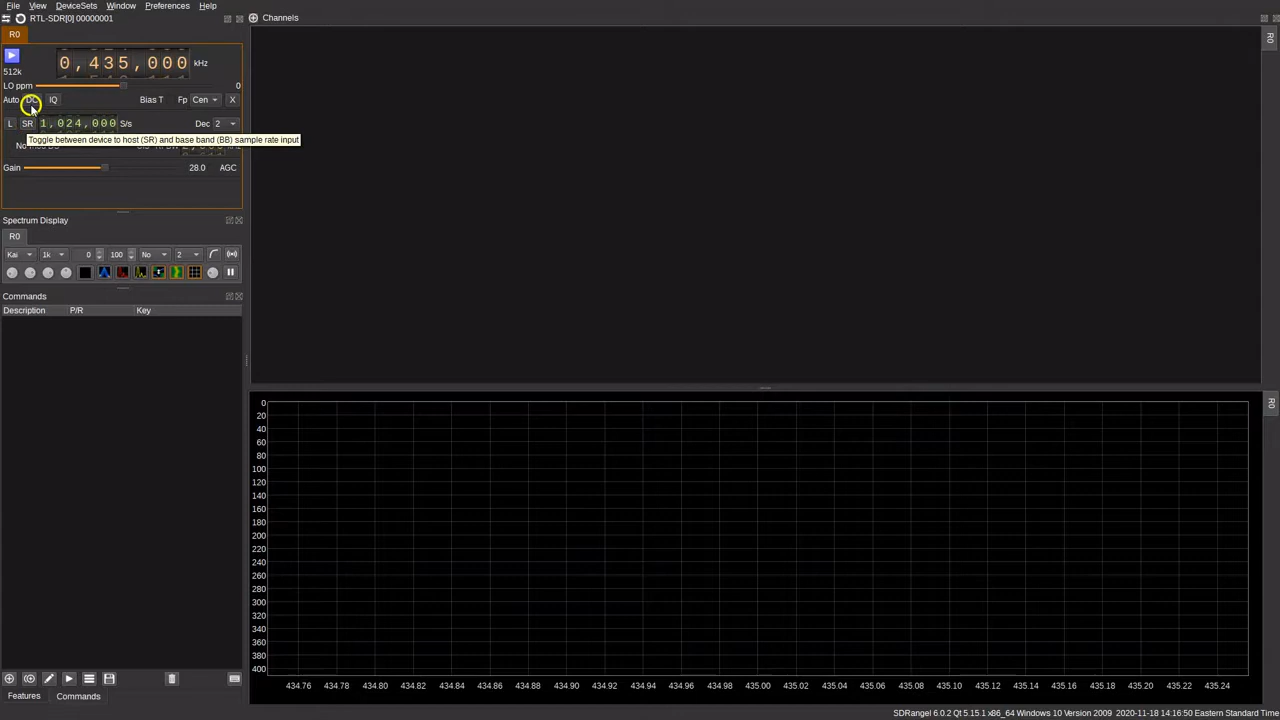 File View DeviceSets Window Preferences Help
RTL-SDR[0] 00000001
Channels
R0
R0
0,435,000 kHz
512k
LO ppm 0
Auto DC IQ Bias T Fp Cen X
L SR 1,024,000 S/s Dec 2
Toggle between device to host (SR) and base band (BB) sample rate input
Gain 28.0 AGC
Spectrum Display
R0
Kai 1k 0 100 No 2
Commands
Description P/R Key
R0
0
20
40
60
80
100
120
140
160
180
200
220
240
260
280
300
320
340
360
380
400
434.76 434.78 434.80 434.82 434.84 434.86 434.88 434.90 434.92 434.94 434.96 434.98 435.00 435.02 435.04 435.06 435.08 435.10 435.12 435.14 435.16 435.18 435.20 435.22 435.24
Features Commands
SDRangel 6.0.2 Qt 5.15.1 x86_64 Windows 10 Version 2009 2020-11-18 14:16:50 Eastern Standard Time